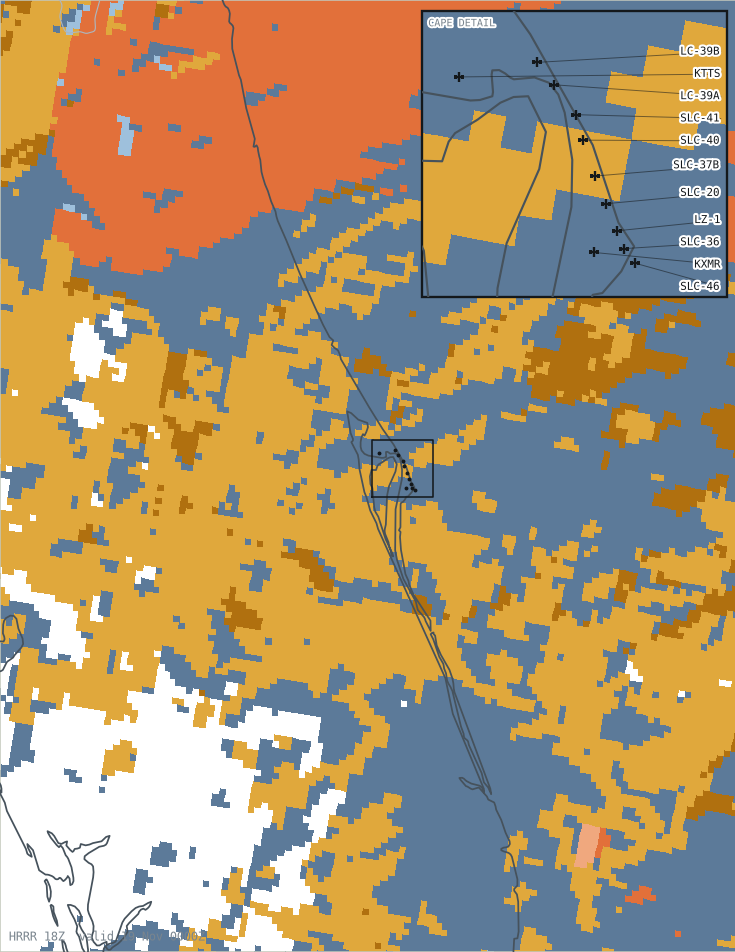 CAPE DETAIL
LC-39B
KTTS
LC-39A
SLC-41
SLC-40
SLC-37B
SLC-20
LZ-1
SLC-36
KXMR
SLC-46
HRRR 18Z valid